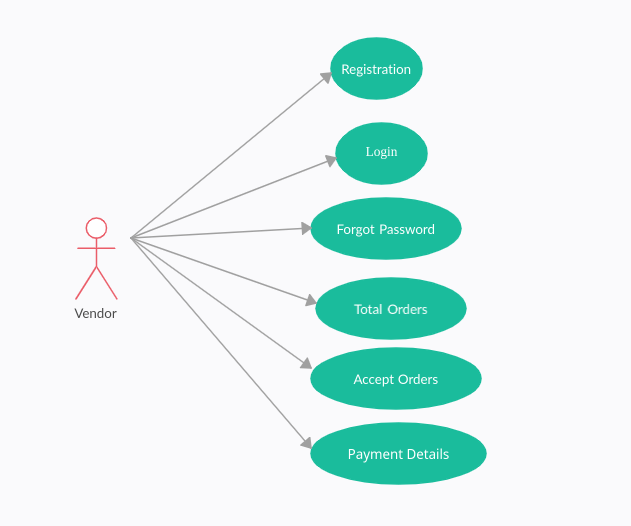 Registration
Login
Forgot Password
Vendor
Total Orders
Accept Orders
Payment Details